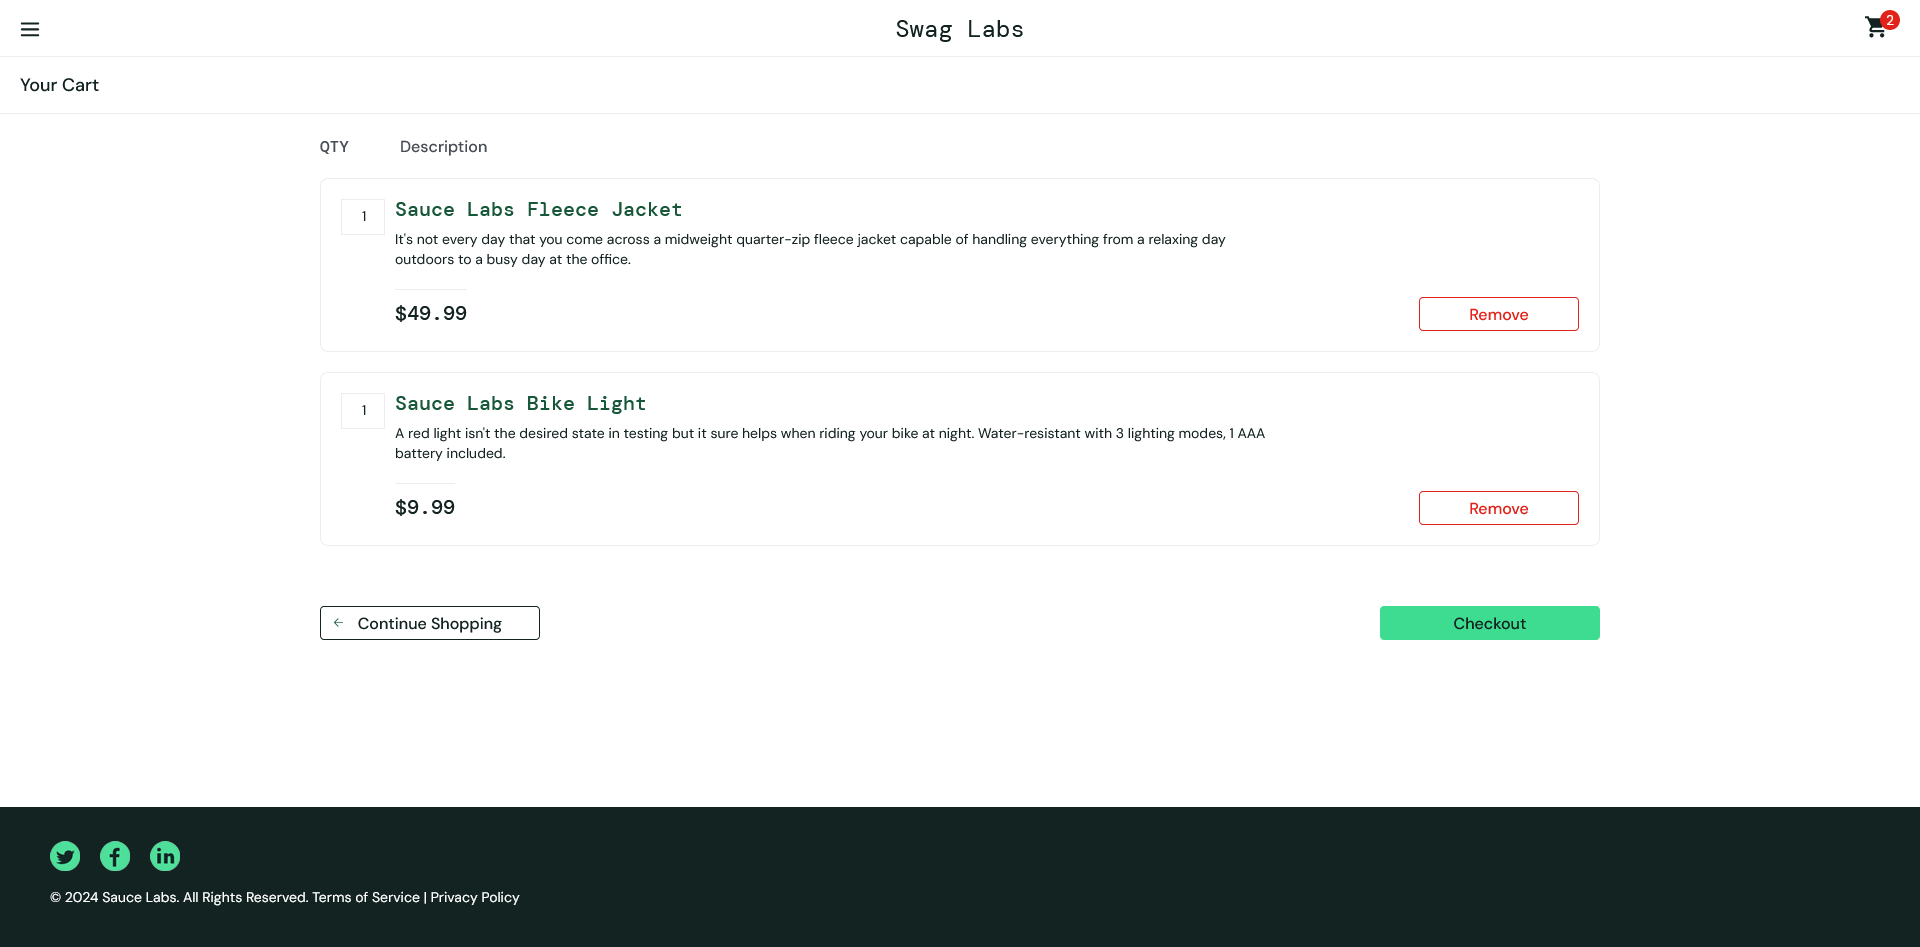 Swag Labs
2
Your Cart
QTY Description
1
Sauce Labs Fleece Jacket
It's not every day that you come across a midweight quarter-zip fleece jacket capable of handling everything from a relaxing day
outdoors to a busy day at the office.
$49.99
Remove
1
Sauce Labs Bike Light
A red light isn't the desired state in testing but it sure helps when riding your bike at night. Water-resistant with 3 lighting modes, 1 AAA
battery included.
$9.99
Remove
Continue Shopping
Checkout
© 2024 Sauce Labs. All Rights Reserved. Terms of Service | Privacy Policy